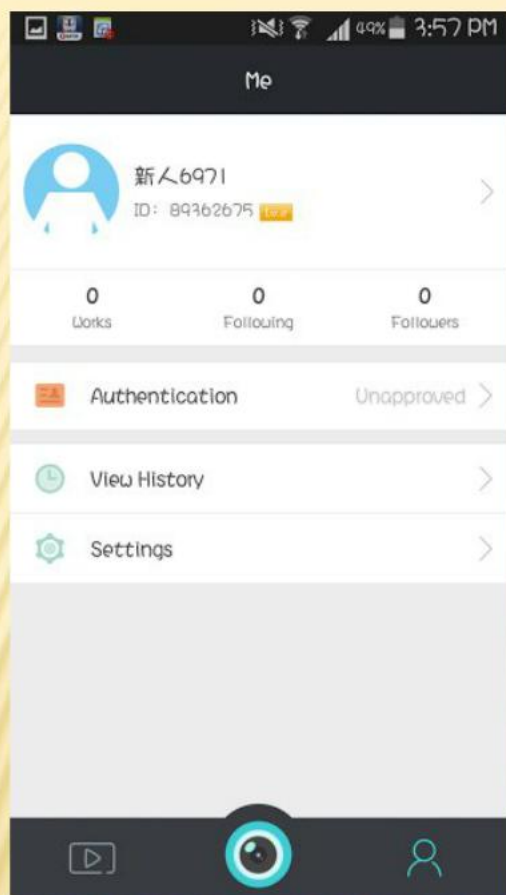 49% 3:57 PM
Me
新人6971
ID: 89362675
0 0 0
Works Following Followers
Authentication Unapproved
View History
Settings